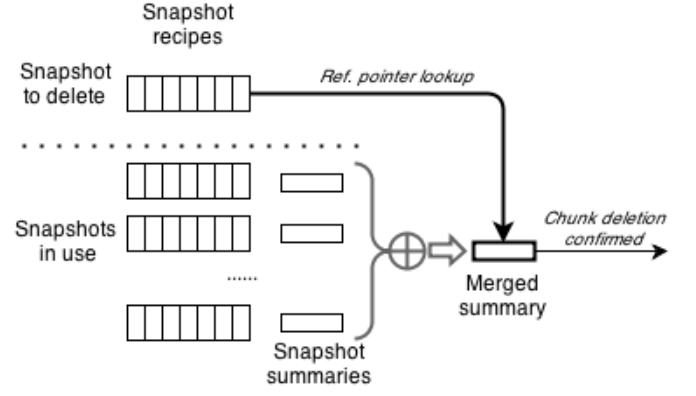 Snapshot
recipes
Snapshot
to delete
Ref. pointer lookup
Snapshots
in use
......
Chunk deletion
confirmed
Merged
summary
Snapshot
summaries